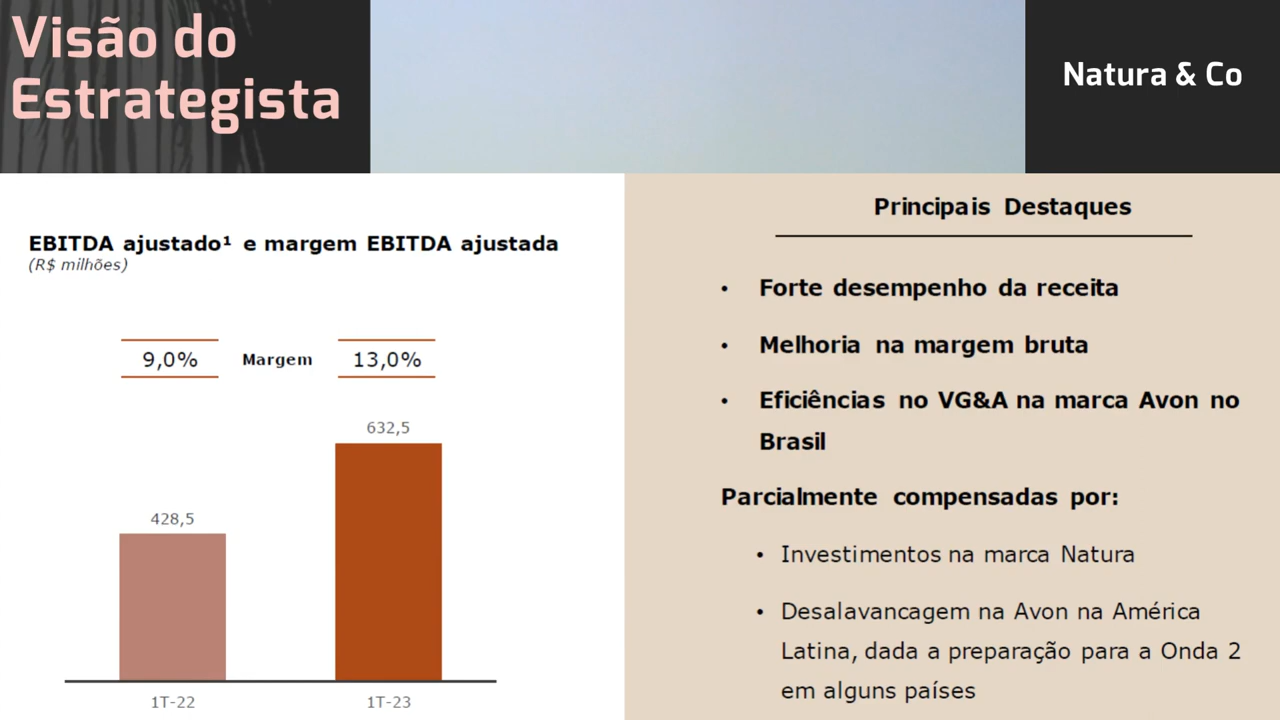 Visão do
Estrategista
Natura & Co
EBITDA ajustado¹ e margem EBITDA ajustada
(R$ milhões)
9,0% Margem 13,0%
632,5
428,5
1T-22 1T-23
Principais Destaques
• Forte desempenho da receita
• Melhoria na margem bruta
• Eficiências no VG&A na marca Avon no
Brasil
Parcialmente compensadas por:
• Investimentos na marca Natura
• Desalavancagem na Avon na América
Latina, dada a preparação para a Onda 2
em alguns países